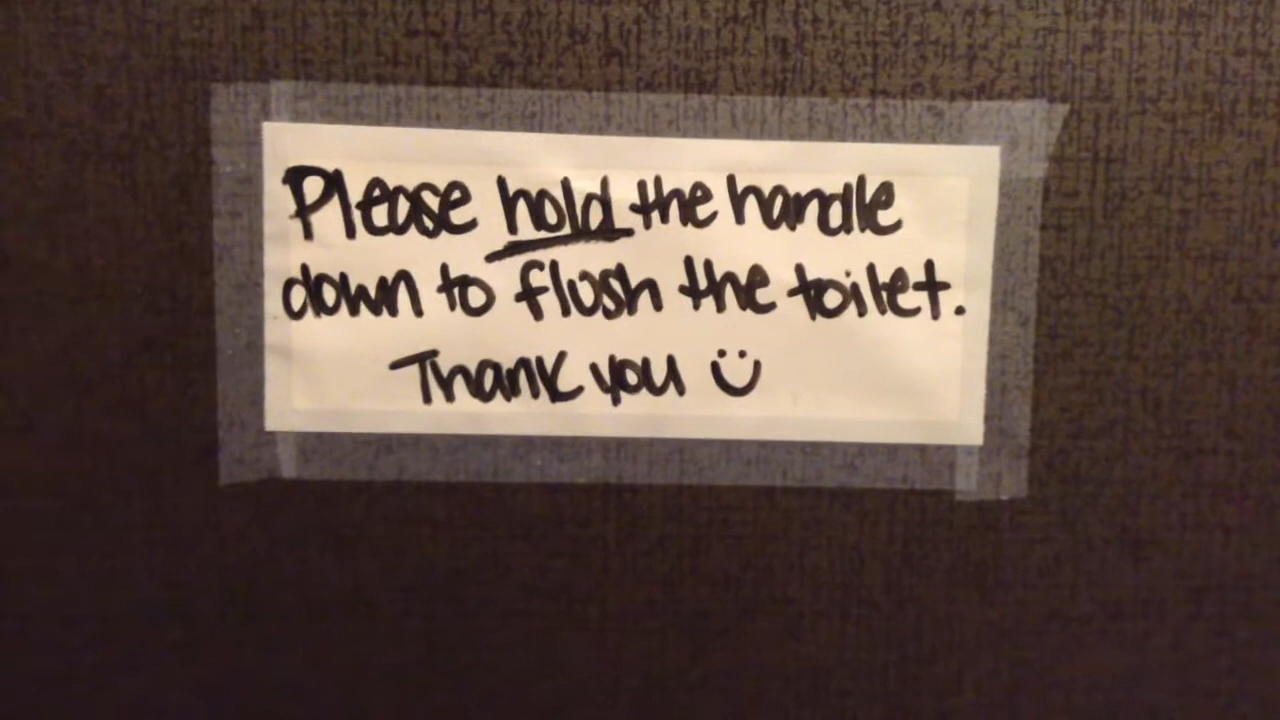 Please hold the handle
down to flush the toilet.
Thank you ☺